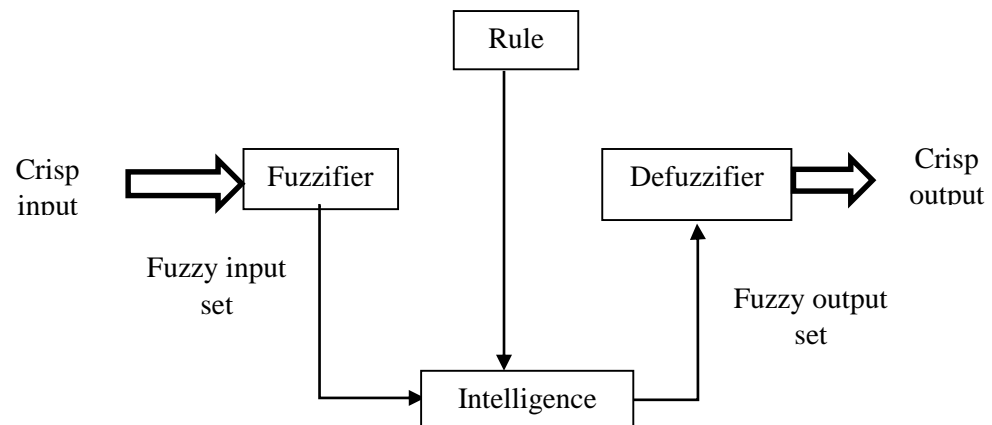 Rule
Crisp
input
Fuzzifier
Defuzzifier
Crisp
output
Fuzzy input
set
Fuzzy output
set
Intelligence